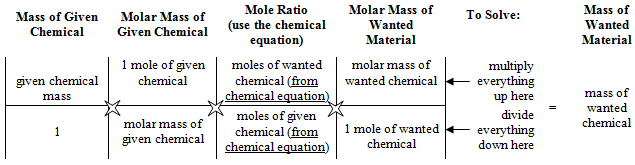 Mass of Given
Chemical
Molar Mass of
Given Chemical
Mole Ratio
(use the chemical
equation)
Molar Mass of
Wanted
Material
To Solve:
Mass of
Wanted
Material
given chemical
mass
1 mole of given
chemical
moles of wanted
chemical (from
chemical equation)
molar mass of
wanted chemical
multiply
everything
up here
1
molar mass of
given chemical
moles of given
chemical (from
chemical equation)
1 mole of wanted
chemical
divide
everything
down here
=
mass of
wanted
chemical